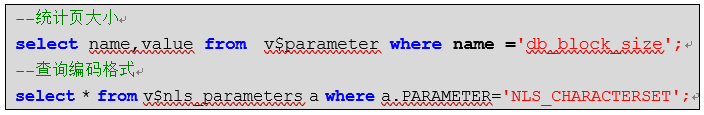 --统计页大小
select name,value from v$parameter where name ='db_block_size';
--查询编码格式
select * from v$nls_parameters a where a.PARAMETER='NLS_CHARACTERSET';